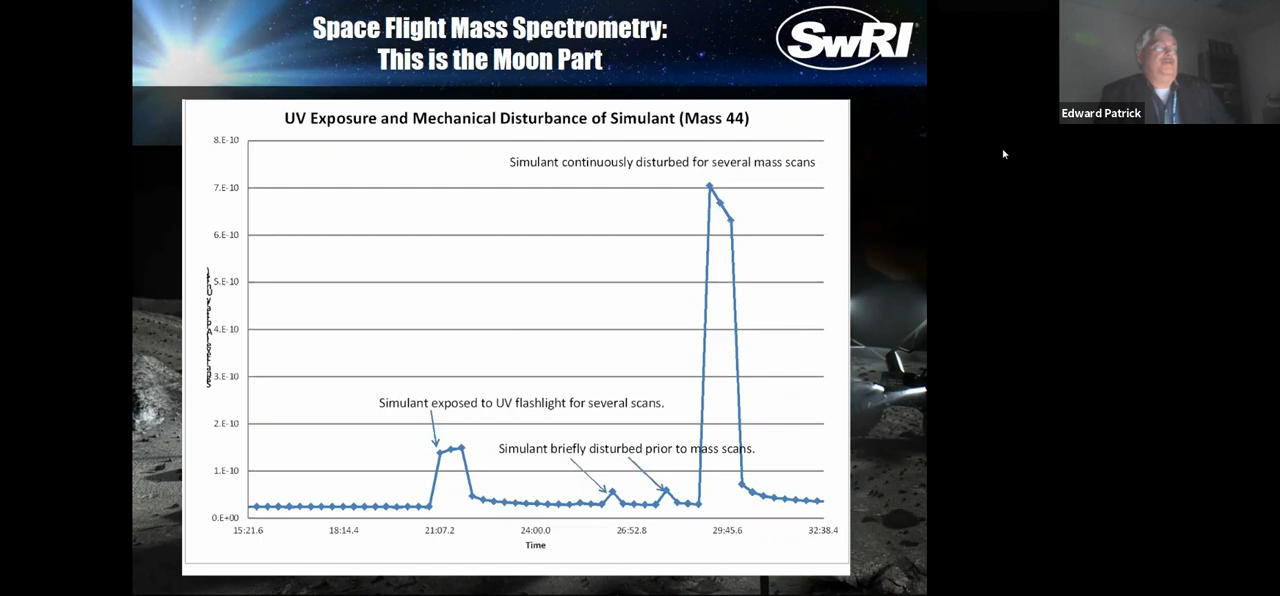 Space Flight Mass Spectrometry:
This is the Moon Part
SwRI
Edward Patrick
UV Exposure and Mechanical Disturbance of Simulant (Mass 44)
8.E-10
Simulant continuously disturbed for several mass scans
7.E-10
6.E-10
5.E-10
4.E-10
3.E-10
Simulant exposed to UV flashlight for several scans.
2.E-10
Simulant briefly disturbed prior to mass scans.
1.E-10
0.E+00
15:21.6 18:14.4 21:07.2 24:00.0 26:52.8 29:45.6 32:38.4
Time